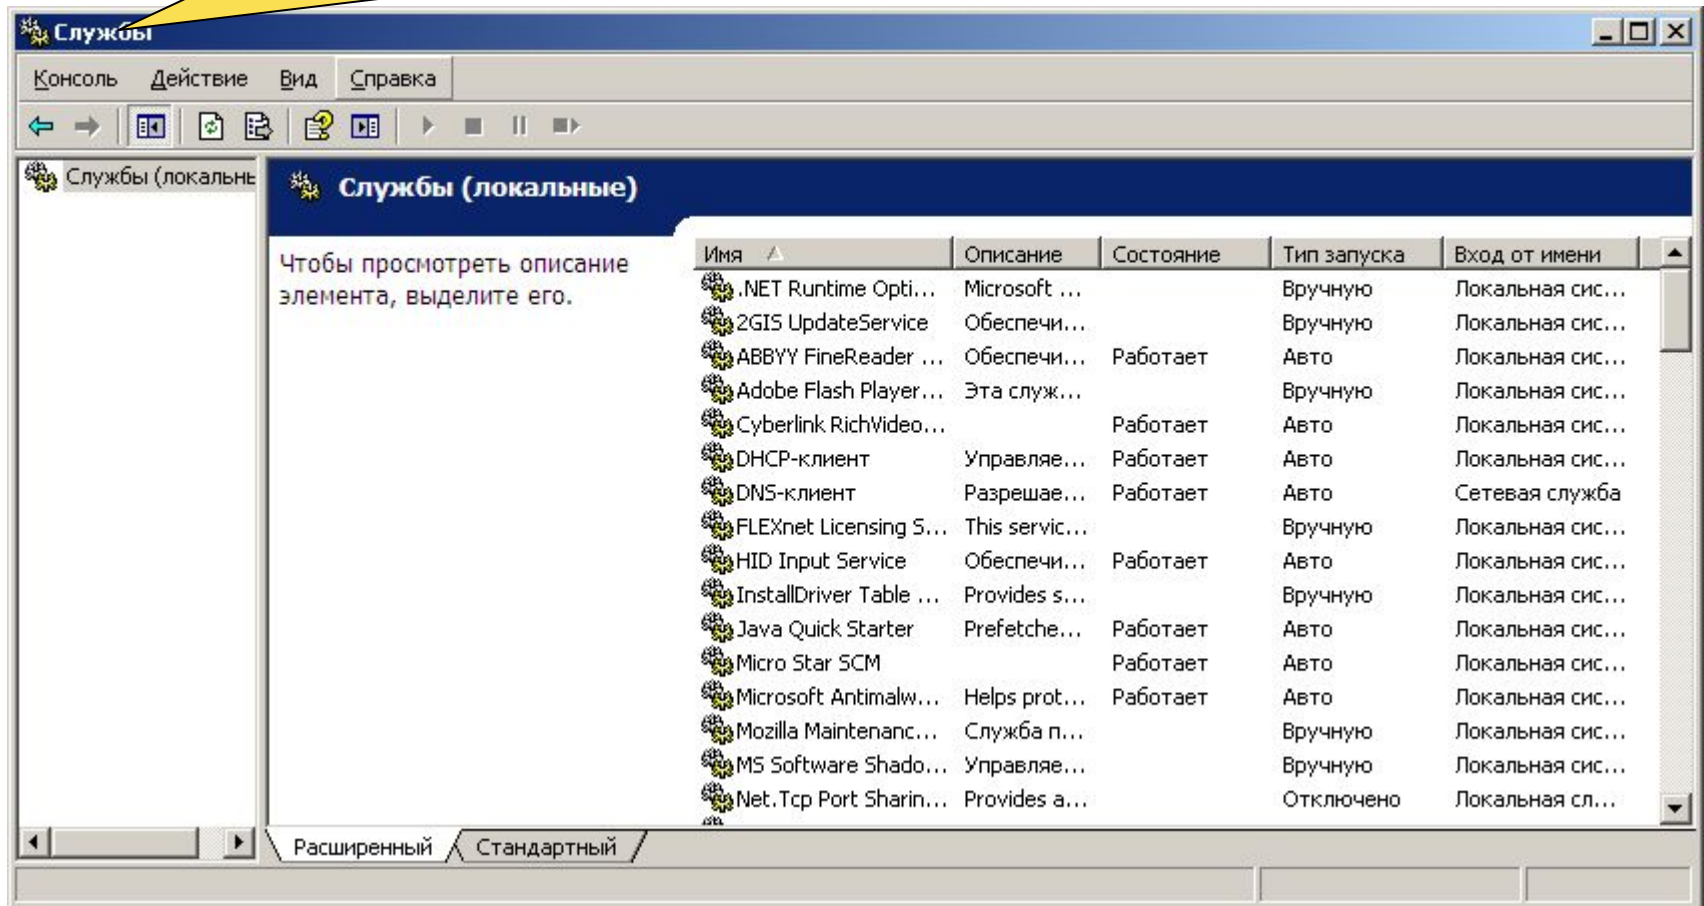 Службы
Консоль Действие Вид Справка
Службы (локальнь
Службы (локальные)
Чтобы просмотреть описание
элемента, выделите его.
Имя Описание Состояние Тип запуска Вход от имени
.NET Runtime Opti... Microsoft ... Вручную Локальная сис...
2GIS UpdateService Обеспечи... Вручную Локальная сис...
ABBYY FineReader ... Обеспечи... Работает Авто Локальная сис...
Adobe Flash Player... Эта служ... Вручную Локальная сис...
Cyberlink RichVideo... Работает Авто Локальная сис...
DHCP-клиент Управляе... Работает Авто Локальная сис...
DNS-клиент Разрешае... Работает Авто Сетевая служба
FLEXnet Licensing S... This servic... Вручную Локальная сис...
HID Input Service Обеспечи... Работает Авто Локальная сис...
InstallDriver Table ... Provides s... Вручную Локальная сис...
Java Quick Starter Prefetche... Работает Авто Локальная сис...
Micro Star SCM Работает Авто Локальная сис...
Microsoft Antimalw... Helps prot... Работает Авто Локальная сис...
Mozilla Maintenanc... Служба п... Вручную Локальная сис...
MS Software Shado... Управляе... Вручную Локальная сис...
Net.Tcp Port Sharin... Provides a... Отключено Локальная сл...
Расширенный Стандартный